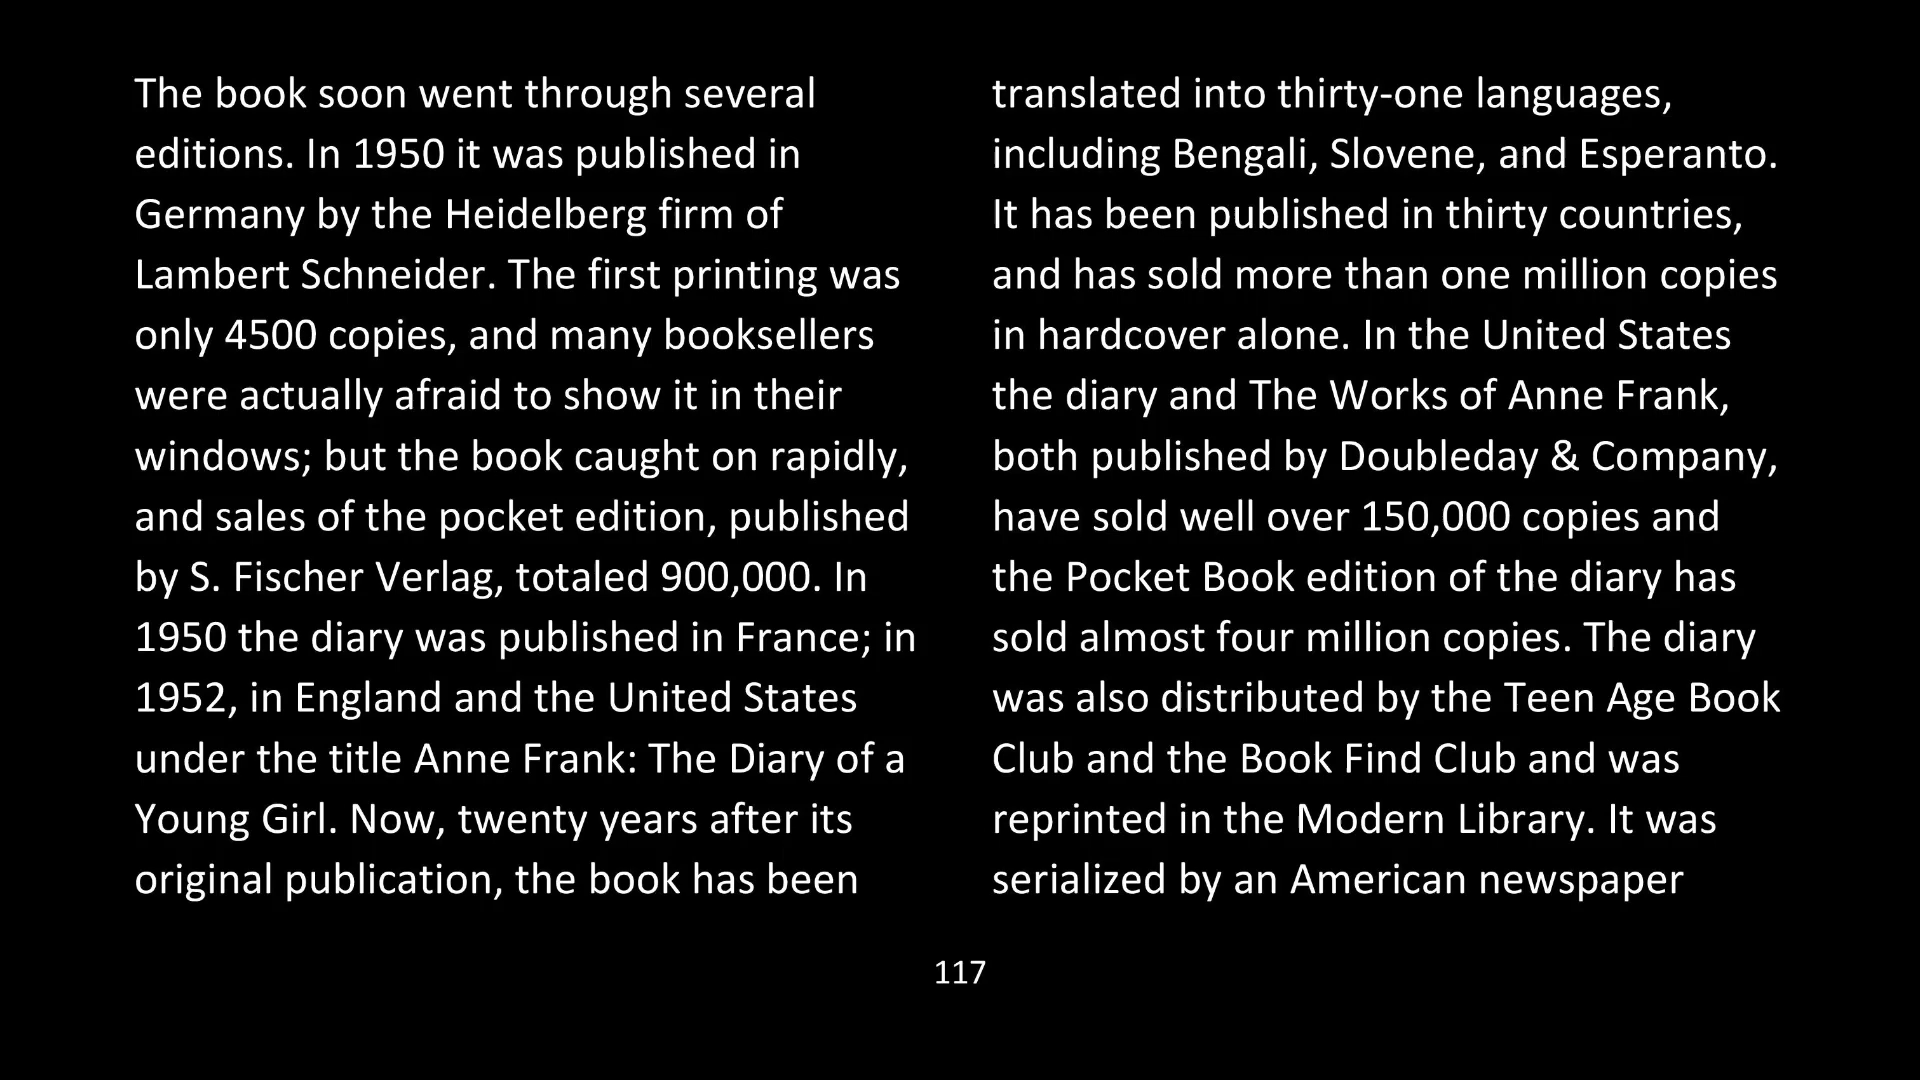 The book soon went through several
editions. In 1950 it was published in
Germany by the Heidelberg firm of
Lambert Schneider. The first printing was
only 4500 copies, and many booksellers
were actually afraid to show it in their
windows; but the book caught on rapidly,
and sales of the pocket edition, published
by S. Fischer Verlag, totaled 900,000. In
1950 the diary was published in France; in
1952, in England and the United States
under the title Anne Frank: The Diary of a
Young Girl. Now, twenty years after its
original publication, the book has been
translated into thirty-one languages,
including Bengali, Slovene, and Esperanto.
It has been published in thirty countries,
and has sold more than one million copies
in hardcover alone. In the United States
the diary and The Works of Anne Frank,
both published by Doubleday & Company,
have sold well over 150,000 copies and
the Pocket Book edition of the diary has
sold almost four million copies. The diary
was also distributed by the Teen Age Book
Club and the Book Find Club and was
reprinted in the Modern Library. It was
serialized by an American newspaper
117